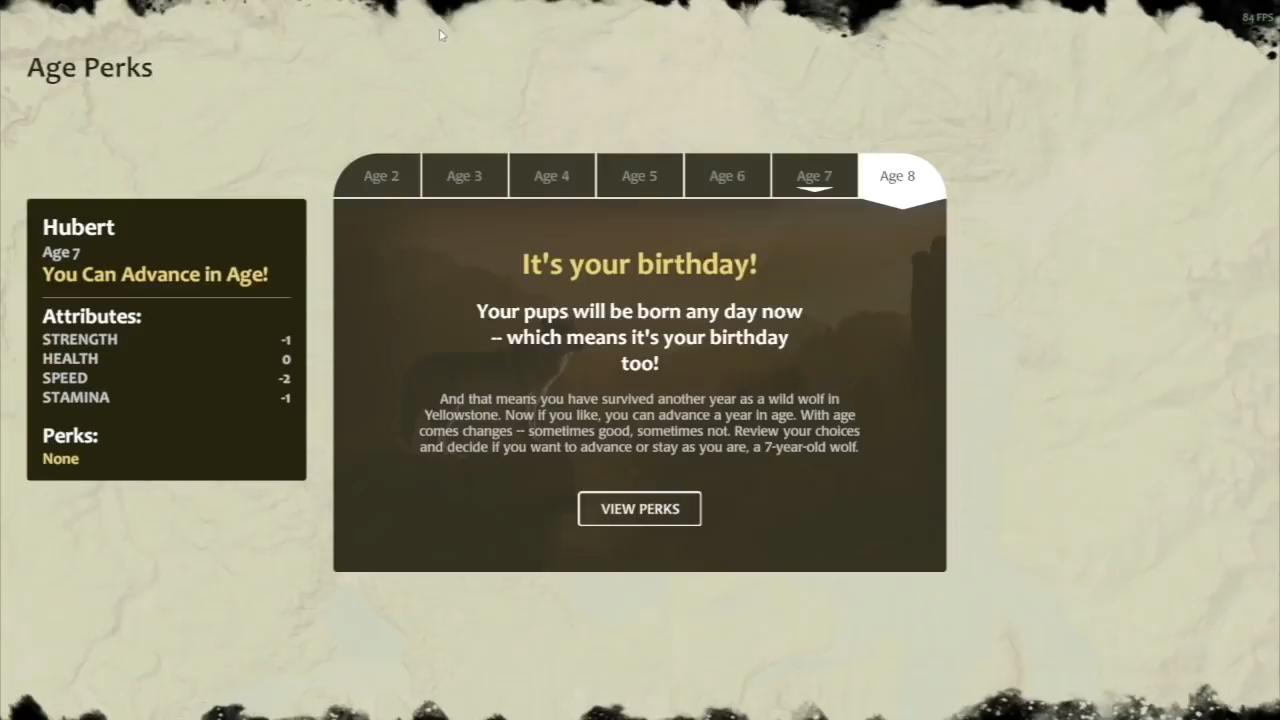 84 FPS
Age Perks
Age 2
Age 3
Age 4
Age 5
Age 6
Age 7
Age 8
Hubert
Age 7
You Can Advance in Age!
Attributes:
STRENGTH -1
HEALTH 0
SPEED -2
STAMINA -1
Perks:
None
It's your birthday!
Your pups will be born any day now
-- which means it's your birthday
too!
And that means you have survived another year as a wild wolf in
Yellowstone. Now if you like, you can advance a year in age. With age
comes changes -- sometimes good, sometimes not. Review your choices
and decide if you want to advance or stay as you are, a 7-year-old wolf.
VIEW PERKS